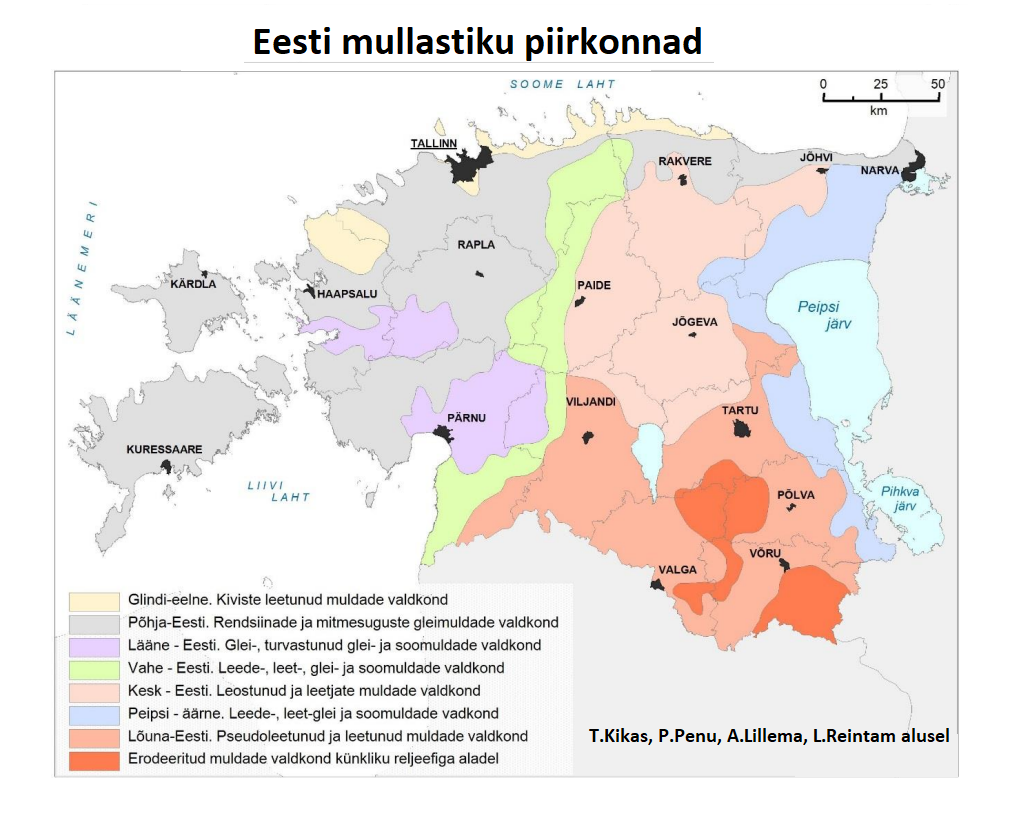 Eesti mullastiku piirkonnad
SOOME LAHT
0 25 50
km
TALLINN
RAKVERE
JÕHVI
NARVA
LÄÄNEMERI
RAPLA
KÄRDLA
HAAPSALU
PAIDE
Peipsi
järv
JÕGEVA
VILJANDI
TARTU
PÄRNU
KURESSAARE
LIIVI
LAHT
PÕLVA
Pihkva
järv
VÕRU
VALGA
Glindi-eelne. Kiviste leetunud muldade valdkond
Põhja-Eesti. Rendsiinade ja mitmesuguste gleimuldade valdkond
Lääne - Eesti. Glei-, turvastunud glei- ja soomuldade valdkond
Vahe - Eesti. Leede-, leet-, glei- ja soomuldade valdkond
Kesk - Eesti. Leostunud ja leetjate muldade valdkond
Peipsi - äärne. Leede-, leet-glei ja soomuldade vadkond
Lõuna-Eesti. Pseudoleetunud ja leetunud muldade valdkond
Erodeeritud muldade valdkond künkliku reljeefiga aladel
T.Kikas, P.Penu, A.Lillema, L.Reintam alusel